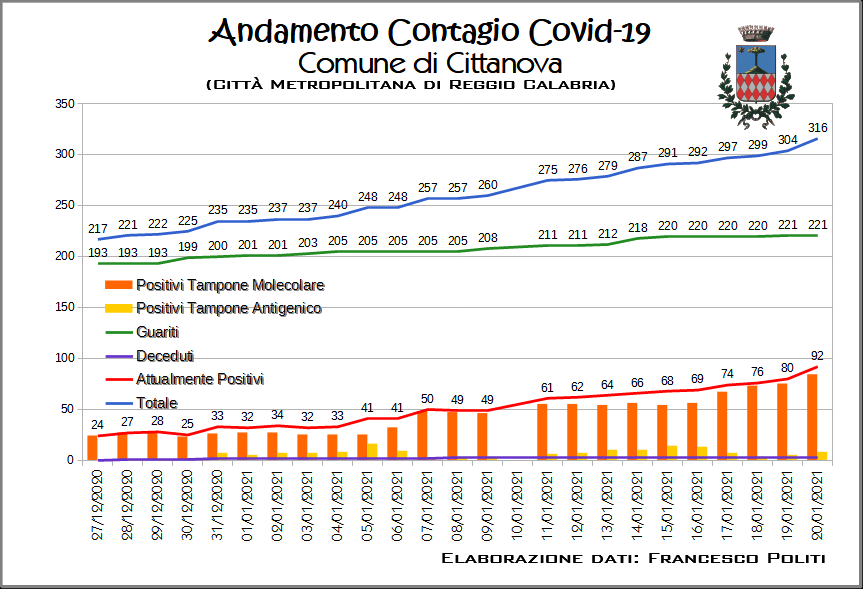 Andamento Contagio Covid-19
Comune di Cittanova
(Città Metropolitana di Reggio Calabria)
350
300
250
200
150
100
50
0
217 221 222 225 235 235 237 237 240 248 248 257 257 260 275 276 279 287 291 292 297 299 304 316
193 193 193 199 200 201 201 203 205 205 205 205 205 208 211 211 212 218 220 220 220 220 221 221
Positivi Tampone Molecolare
Positivi Tampone Antigenico
Guariti
Deceduti
Attualmente Positivi
Totale
24 27 28 25 33 32 34 32 33 41 41 50 49 49 61 62 64 66 68 69 74 76 80 92
27/12/2020 28/12/2020 29/12/2020 30/12/2020 31/12/2020 01/01/2021 02/01/2021 03/01/2021 04/01/2021 05/01/2021 06/01/2021 07/01/2021 08/01/2021 09/01/2021 10/01/2021 11/01/2021 12/01/2021 13/01/2021 14/01/2021 15/01/2021 16/01/2021 17/01/2021 18/01/2021 19/01/2021 20/01/2021
Elaborazione dati: Francesco Politi